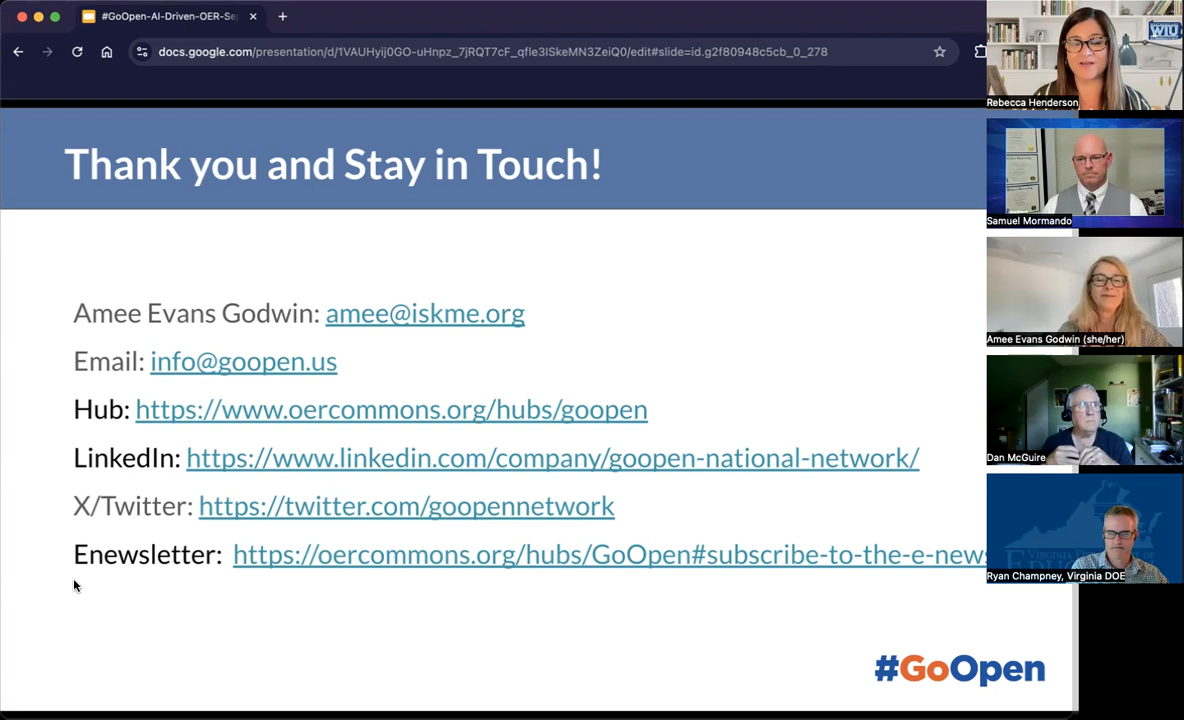 #GoOpen-AI-Driven-OER-Se
docs.google.com/presentation/d/1VAUHyij0GO-uHnpz_7jRQT7cF_qfle3ISkeMN3ZeiQ0/edit#slide=id.g2f80948c5cb_0_278
Thank you and Stay in Touch!
Amee Evans Godwin: amee@iskme.org
Email: info@goopen.us
Hub: https://www.oercommons.org/hubs/goopen
LinkedIn: https://www.linkedin.com/company/goopen-national-network/
X/Twitter: https://twitter.com/goopennetwork
Enewsletter: https://oercommons.org/hubs/GoOpen#subscribe-to-the-e-news
#GoOpen
WIU
Rebecca Henderson
Samuel Mormando
Amee Evans Godwin (she/her)
Dan McGuire
Ryan Champney, Virginia DOE